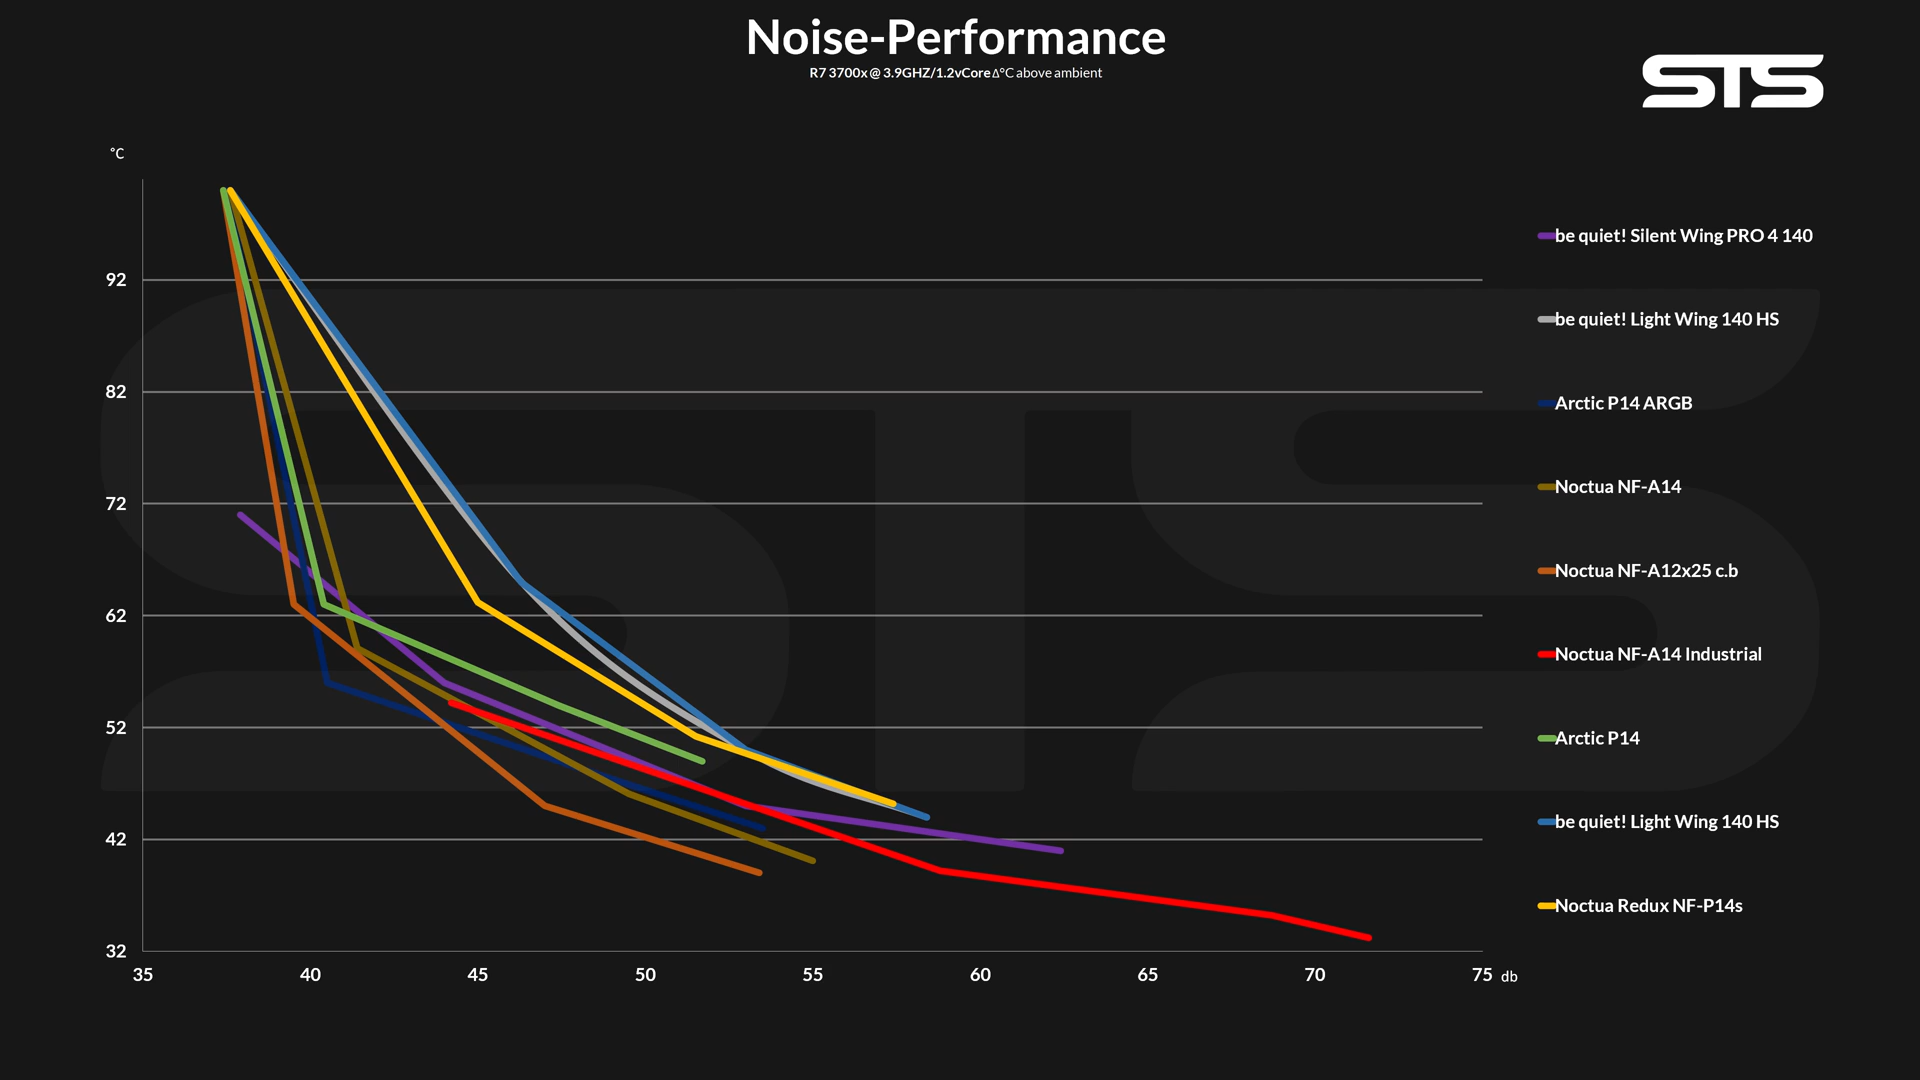 Noise-Performance
R7 3700x @ 3.9GHZ/1.2vCore Δ°C above ambient
STS
°C
92
82
72
62
52
42
32
35 40 45 50 55 60 65 70 75 db
be quiet! Silent Wing PRO 4 140
be quiet! Light Wing 140 HS
Arctic P14 ARGB
Noctua NF-A14
Noctua NF-A12x25 c.b
Noctua NF-A14 Industrial
Arctic P14
be quiet! Light Wing 140 HS
Noctua Redux NF-P14s